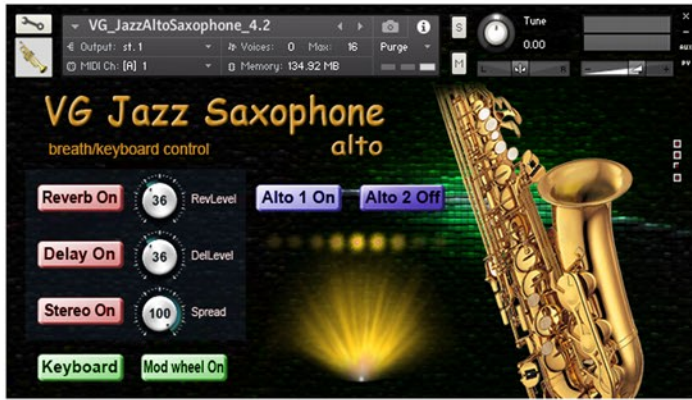 VG_JazzAltoSaxophone_4.2
Output: st.1 Voices: 0 Max: 16 Purge
MIDI Ch: [A] 1 Memory: 134.92 MB
S
M
Tune
0.00
L R
AUX
PV
VG Jazz Saxophone
alto
breath/keyboard control
Reverb On 36 RevLevel
Alto 1 On Alto 2 Off
Delay On 36 DelLevel
Stereo On 100 Spread
Keyboard Mod wheel On